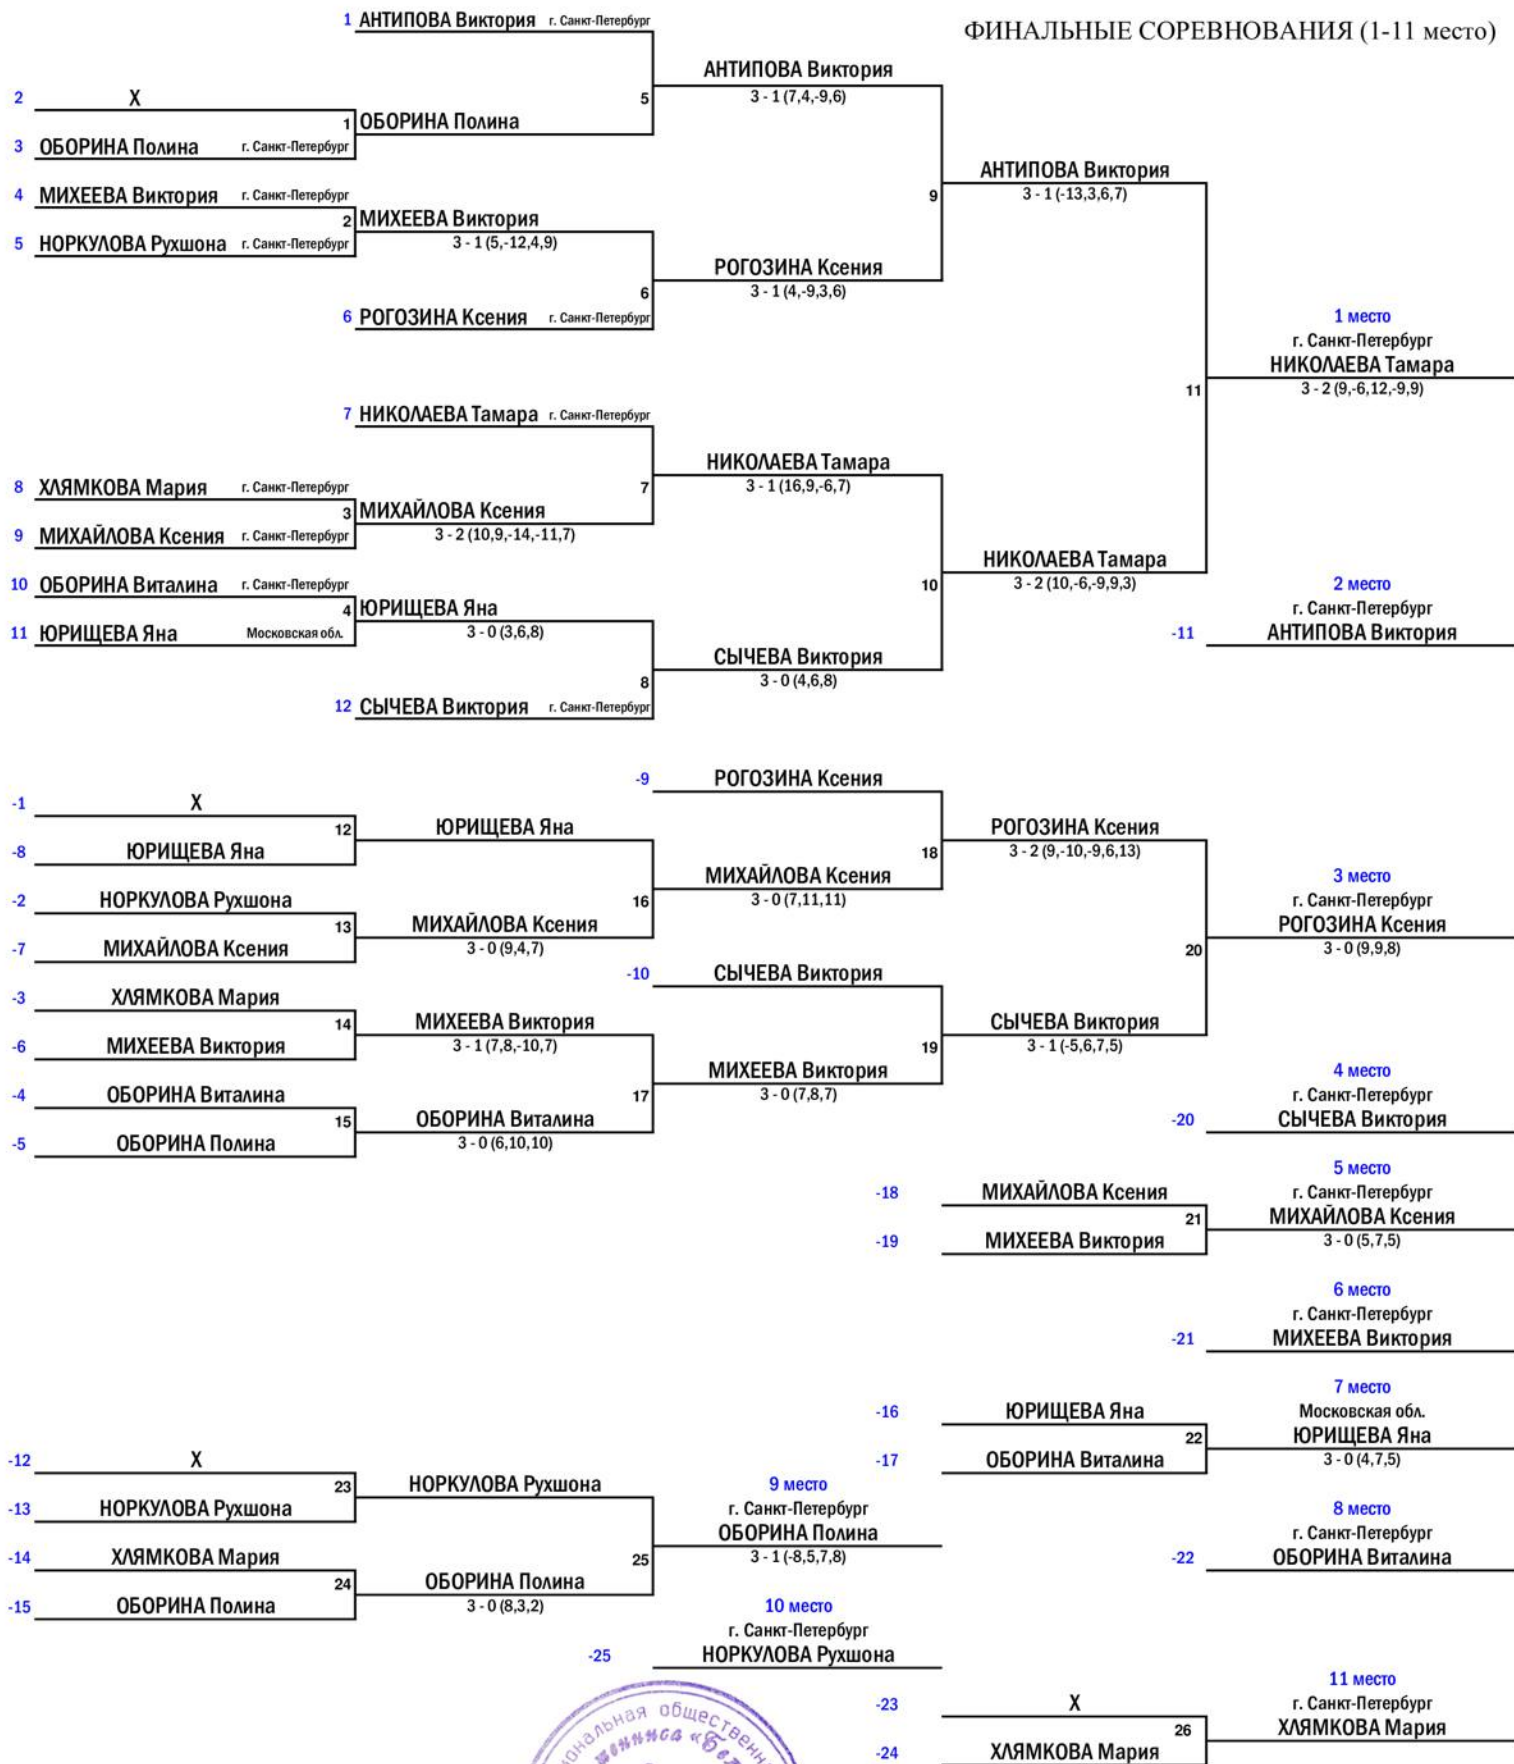 ФИНАЛЬНЫЕ СОРЕВНОВАНИЯ (1-11 место)
1 АНТИПОВА Виктория г. Санкт-Петербург
АНТИПОВА Виктория
3 - 1 (7,4,-9,6)
5
2 X
1 ОБОРИНА Полина
3 ОБОРИНА Полина г. Санкт-Петербург
АНТИПОВА Виктория
3 - 1 (-13,3,6,7)
9
4 МИХЕЕВА Виктория г. Санкт-Петербург
2 МИХЕЕВА Виктория
3 - 1 (5,-12,4,9)
5 НОРКУЛОВА Рухшона г. Санкт-Петербург
РОГОЗИНА Ксения
3 - 1 (4,-9,3,6)
6
6 РОГОЗИНА Ксения г. Санкт-Петербург
1 место
г. Санкт-Петербург
НИКОЛАЕВА Тамара
3 - 2 (9,-6,12,-9,9)
11
7 НИКОЛАЕВА Тамара г. Санкт-Петербург
НИКОЛАЕВА Тамара
3 - 1 (16,9,-6,7)
7
8 ХЛЯМКОВА Мария г. Санкт-Петербург
3 МИХАЙЛОВА Ксения
3 - 2 (10,9,-14,-11,7)
9 МИХАЙЛОВА Ксения г. Санкт-Петербург
НИКОЛАЕВА Тамара
3 - 2 (10,-6,-9,9,3)
10
10 ОБОРИНА Виталина г. Санкт-Петербург
4 ЮРИЩЕВА Яна
3 - 0 (3,6,8)
11 ЮРИЩЕВА Яна Московская обл.
2 место
г. Санкт-Петербург
-11 АНТИПОВА Виктория
СЫЧЕВА Виктория
3 - 0 (4,6,8)
8
12 СЫЧЕВА Виктория г. Санкт-Петербург
-9 РОГОЗИНА Ксения
-1 X
12 ЮРИЩЕВА Яна
-8 ЮРИЩЕВА Яна
РОГОЗИНА Ксения
3 - 2 (9,-10,-9,6,13)
18
МИХАЙЛОВА Ксения
3 - 0 (7,11,11)
16
-2 НОРКУЛОВА Рухшона
13 МИХАЙЛОВА Ксения
3 - 0 (9,4,7)
-7 МИХАЙЛОВА Ксения
3 место
г. Санкт-Петербург
РОГОЗИНА Ксения
3 - 0 (9,9,8)
20
-10 СЫЧЕВА Виктория
-3 ХЛЯМКОВА Мария
14 МИХЕЕВА Виктория
3 - 1 (7,8,-10,7)
-6 МИХЕЕВА Виктория
СЫЧЕВА Виктория
3 - 1 (-5,6,7,5)
19
МИХЕЕВА Виктория
3 - 0 (7,8,7)
17
-4 ОБОРИНА Виталина
15 ОБОРИНА Виталина
3 - 0 (6,10,10)
-5 ОБОРИНА Полина
4 место
г. Санкт-Петербург
-20 СЫЧЕВА Виктория
5 место
г. Санкт-Петербург
-18 МИХАЙЛОВА Ксения
21 МИХАЙЛОВА Ксения
3 - 0 (5,7,5)
-19 МИХЕЕВА Виктория
6 место
г. Санкт-Петербург
-21 МИХЕЕВА Виктория
7 место
Московская обл.
-16 ЮРИЩЕВА Яна
22 ЮРИЩЕВА Яна
3 - 0 (4,7,5)
-17 ОБОРИНА Виталина
-12 X
23 НОРКУЛОВА Рухшона
-13 НОРКУЛОВА Рухшона
9 место
г. Санкт-Петербург
ОБОРИНА Полина
3 - 1 (-8,5,7,8)
25
8 место
г. Санкт-Петербург
-22 ОБОРИНА Виталина
-14 ХЛЯМКОВА Мария
24 ОБОРИНА Полина
3 - 0 (8,3,2)
-15 ОБОРИНА Полина
10 место
г. Санкт-Петербург
-25 НОРКУЛОВА Рухшона
11 место
г. Санкт-Петербург
-23 X
26 ХЛЯМКОВА Мария
-24 ХЛЯМКОВА Мария